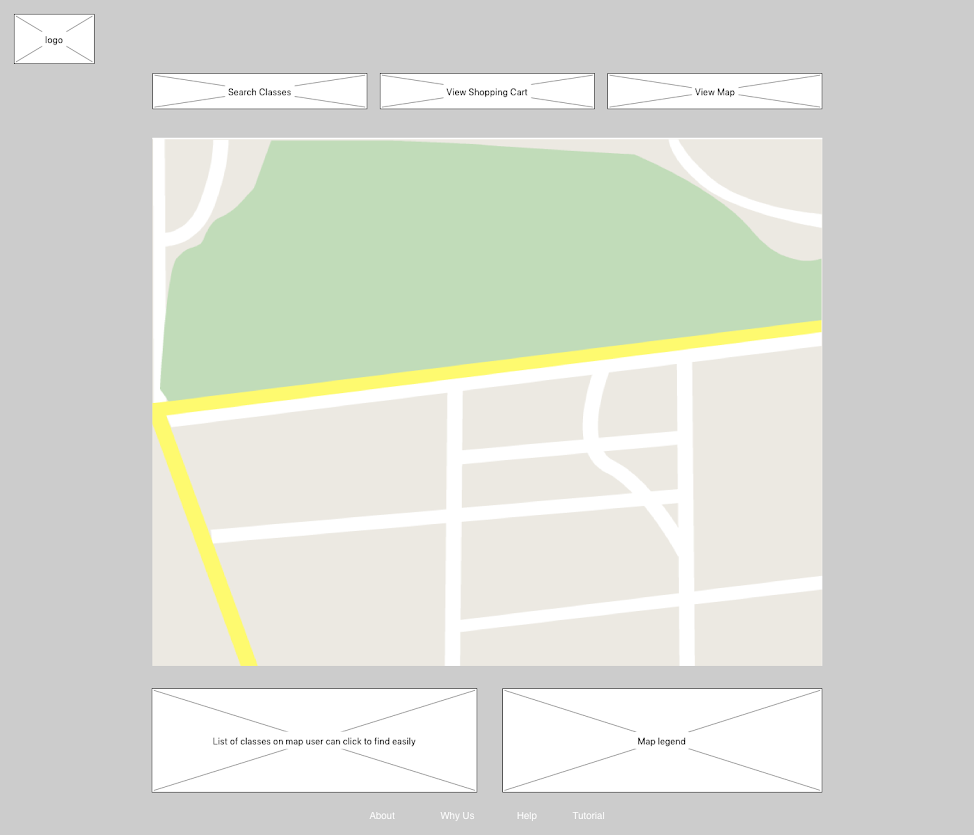 logo
Search Classes
View Shopping Cart
View Map
List of classes on map user can click to find easily
Map legend
About
Why Us
Help
Tutorial